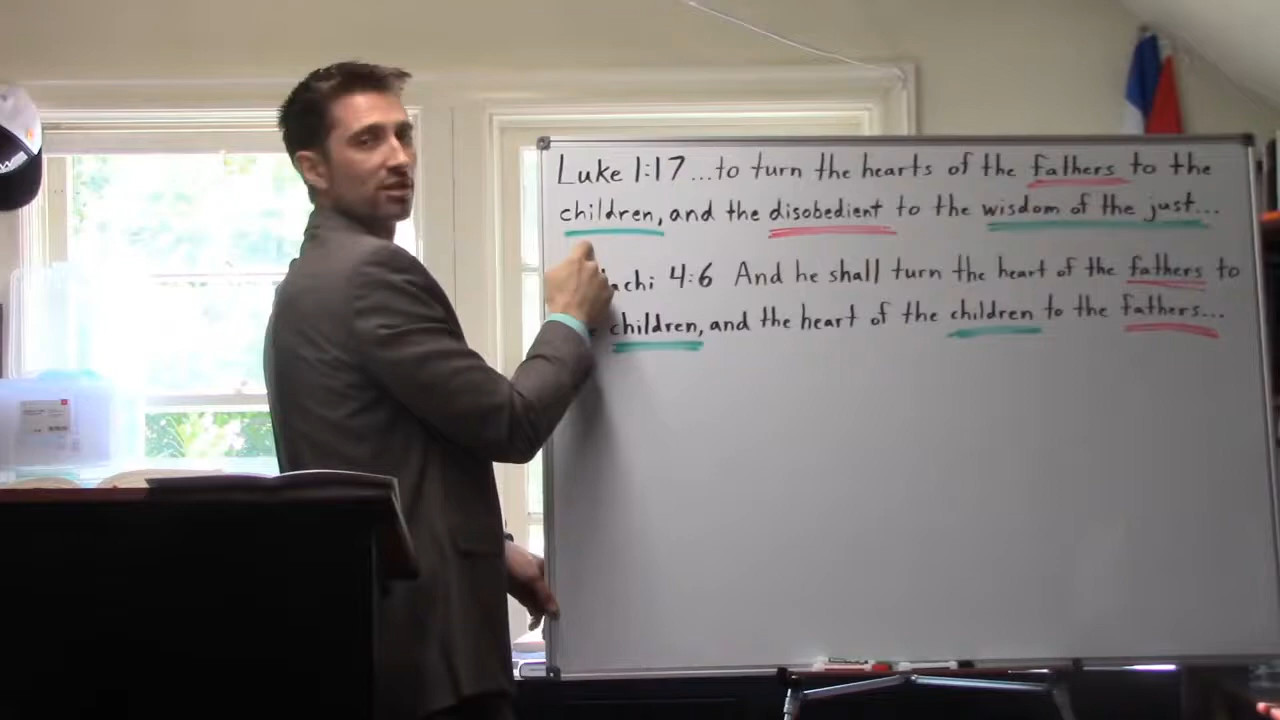 Luke 1:17 ...to turn the hearts of the fathers to the
children, and the disobedient to the wisdom of the just...
achi 4:6 And he shall turn the heart of the fathers to
children, and the heart of the children to the fathers...